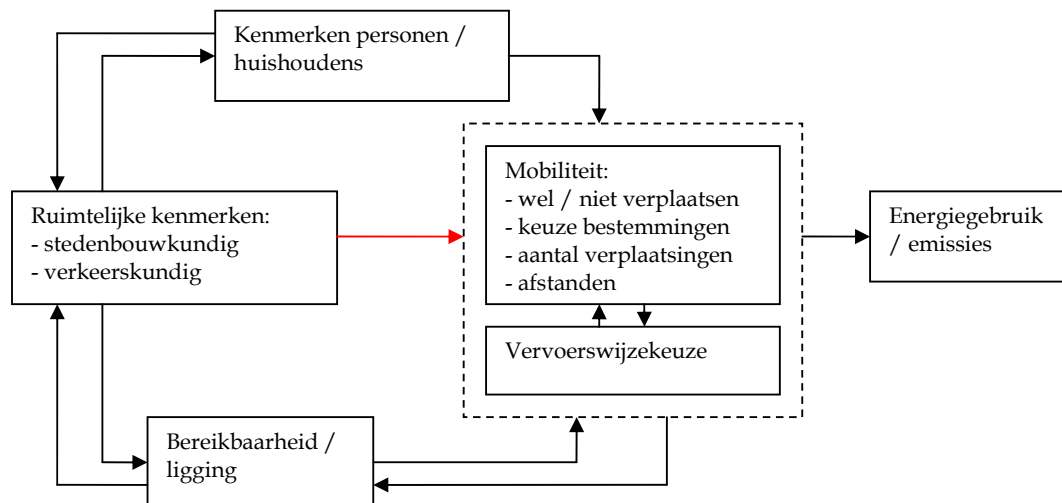 Kenmerken personen /
huishoudens
Mobiliteit:
- wel / niet verplaatsen
- keuze bestemmingen
- aantal verplaatsingen
- afstanden
Ruimtelijke kenmerken:
- stedenbouwkundig
- verkeerskundig
Energiegebruik
/ emissies
Vervoerswijzekeuze
Bereikbaarheid /
ligging